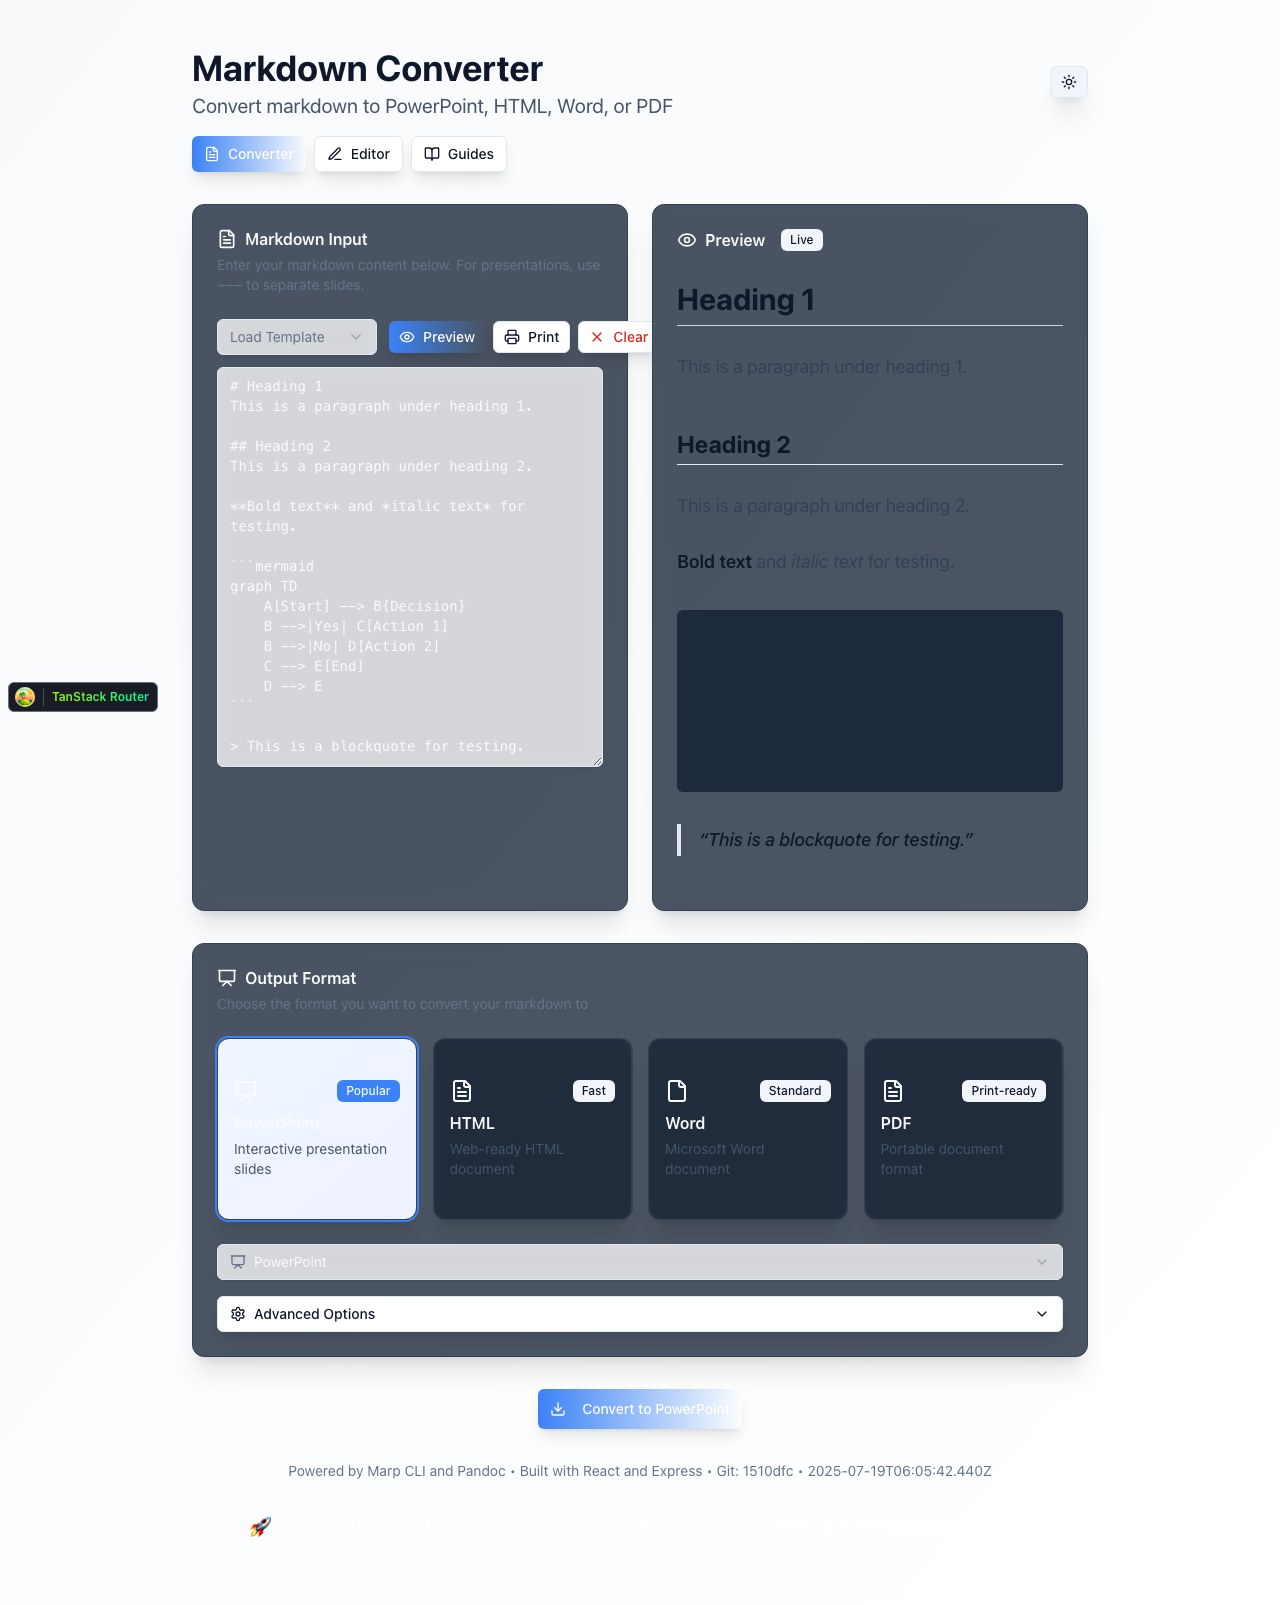 Markdown Converter
Convert markdown to PowerPoint, HTML, Word, or PDF
Converter
Editor
Guides
Markdown Input
Enter your markdown content below. For presentations, use
--- to separate slides.
Load Template
Preview
Print
Clear
# Heading 1
This is a paragraph under heading 1.
## Heading 2
This is a paragraph under heading 2.
**Bold text** and *italic text* for
testing.
```mermaid
graph TD
    A[Start] --> B{Decision}
    B -->|Yes| C[Action 1]
    B -->|No| D[Action 2]
    C --> E[End]
    D --> E
```
> This is a blockquote for testing.
Preview
Live
Heading 1
This is a paragraph under heading 1.
Heading 2
This is a paragraph under heading 2.
Bold text and italic text for testing.
“This is a blockquote for testing.”
TanStack Router
Output Format
Choose the format you want to convert your markdown to
Popular
PowerPoint
Interactive presentation
slides
Fast
HTML
Web-ready HTML
document
Standard
Word
Microsoft Word
document
Print-ready
PDF
Portable document
format
PowerPoint
Advanced Options
Convert to PowerPoint
Powered by Marp CLI and Pandoc • Built with React and Express • Git: 1510dfc • 2025-07-19T06:05:42.440Z